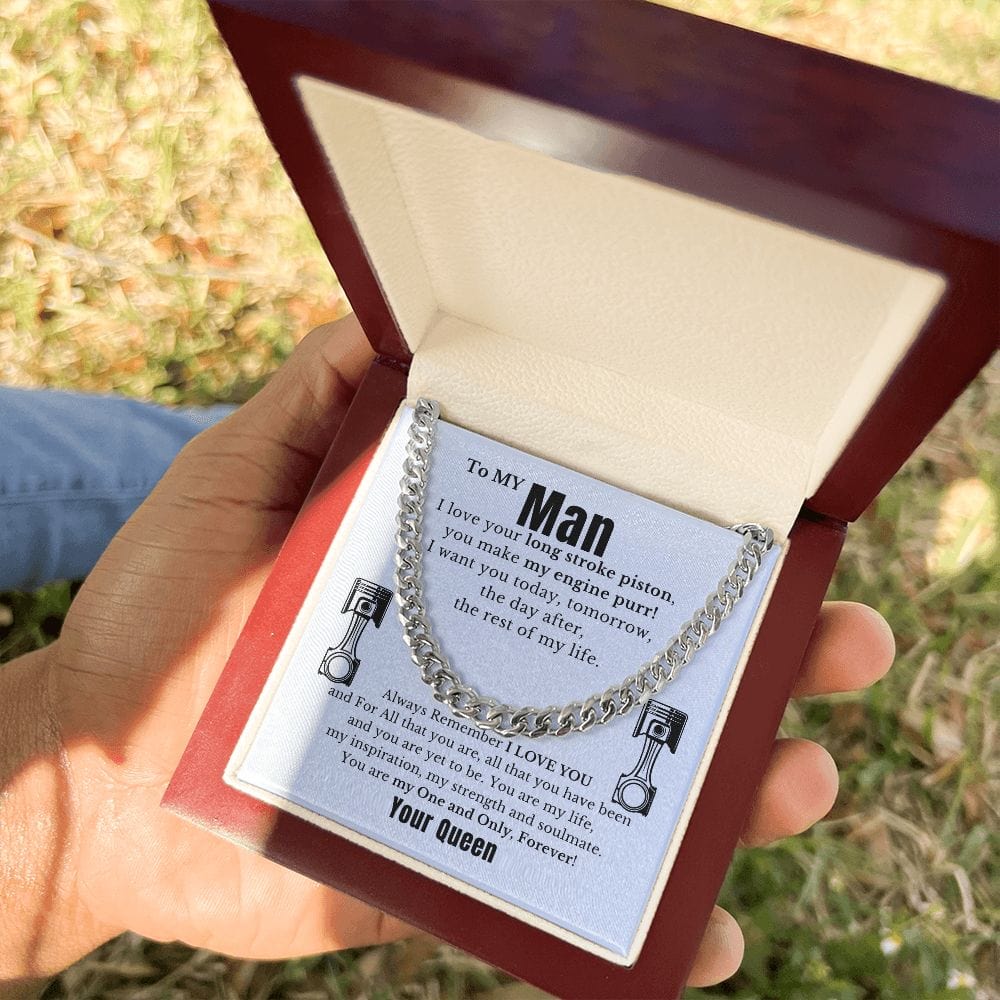 To MY Man
I love your long stroke piston,
you make my engine purr!
I want you today, tomorrow,
the day after,
the rest of my life.
Always Remember I LOVE YOU
and For All that you are, all that you have been
and you are yet to be. You are my life,
my inspiration, my strength and soulmate.
You are my One and Only, Forever!
Your Queen